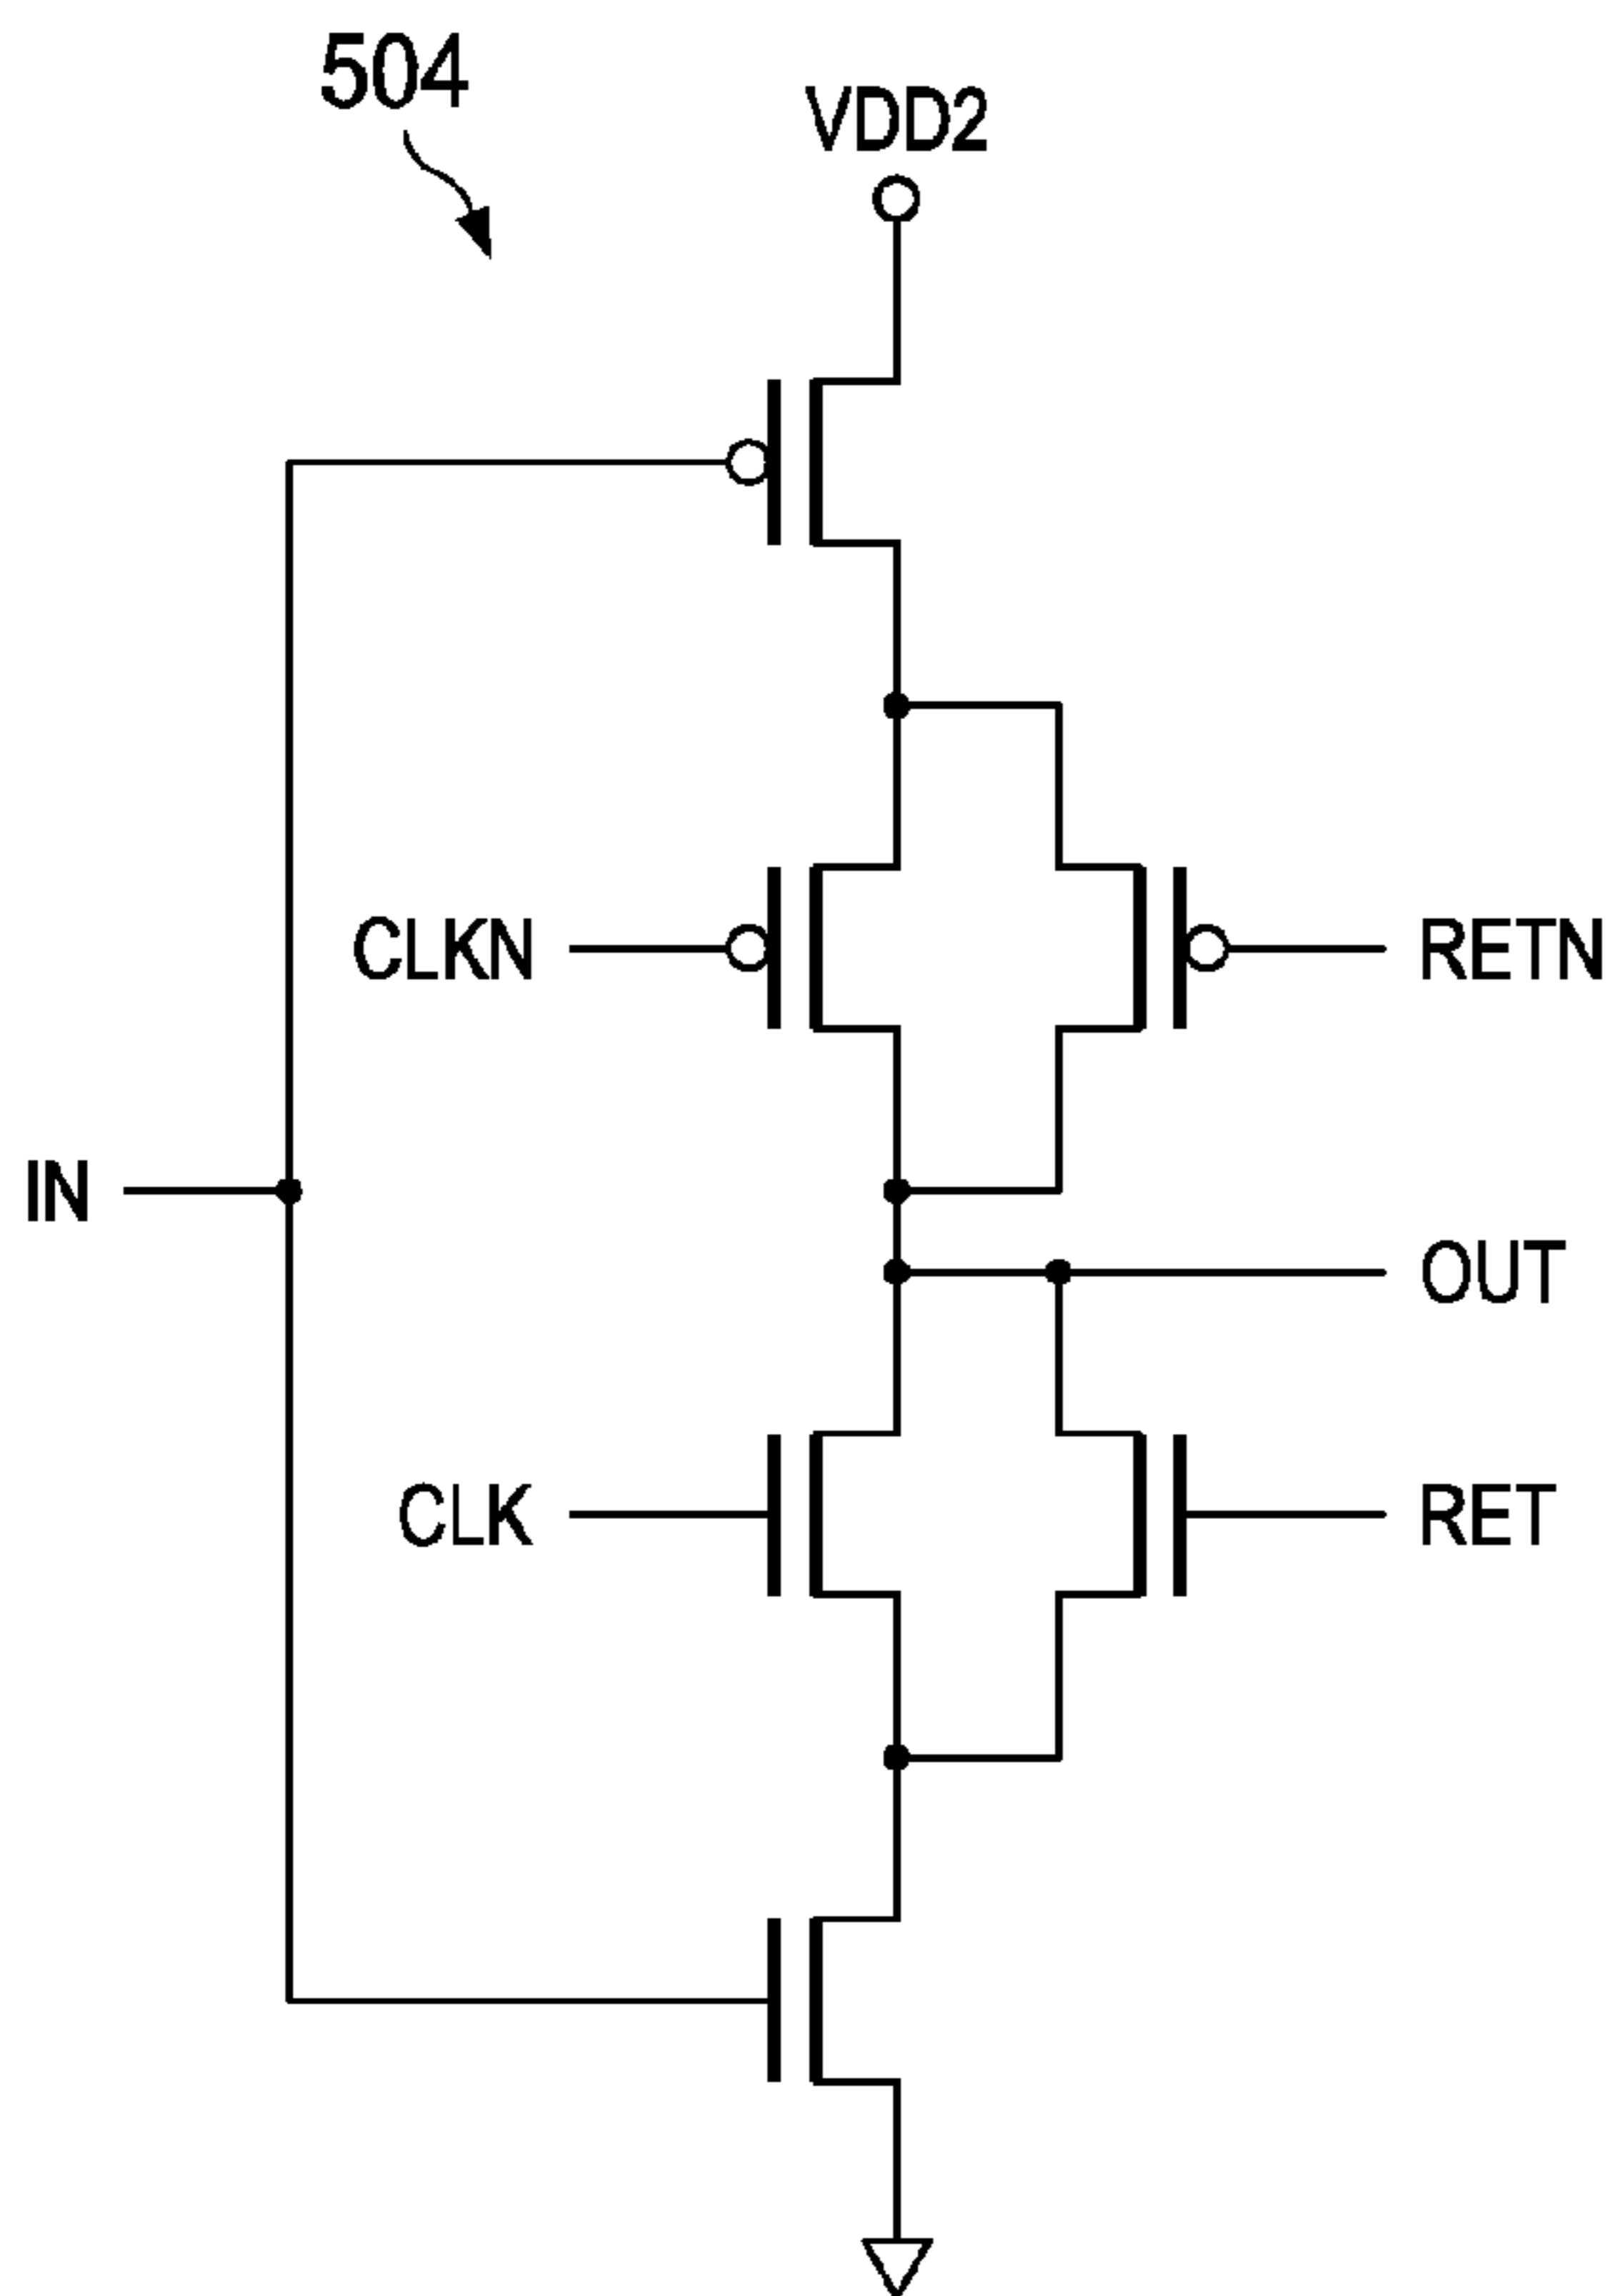 504
VDD2
CLKN
RETN
IN
OUT
CLK
RET